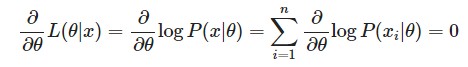 ∂/∂θ L(θ|x) = ∂/∂θ log P(x|θ) = ∑_{i=1}^{n} ∂/∂θ log P(x_i|θ) = 0